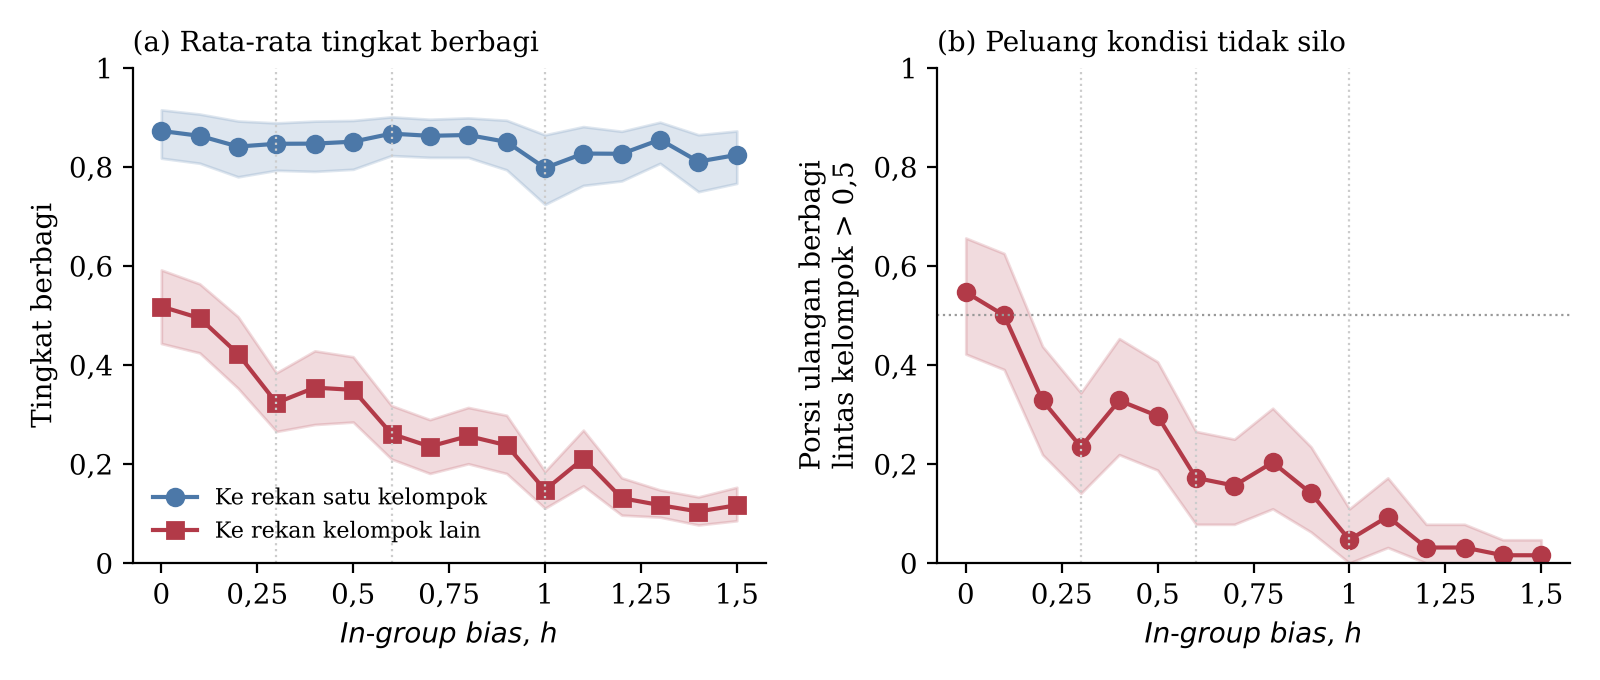 (a) Rata-rata tingkat berbagi
Tingkat berbagi
1
0,8
0,6
0,4
0,2
0
Ke rekan satu kelompok
Ke rekan kelompok lain
0 0,25 0,5 0,75 1 1,25 1,5
In-group bias, h
(b) Peluang kondisi tidak silo
Porsi ulangan berbagi
lintas kelompok > 0,5
1
0,8
0,6
0,4
0,2
0
0 0,25 0,5 0,75 1 1,25 1,5
In-group bias, h